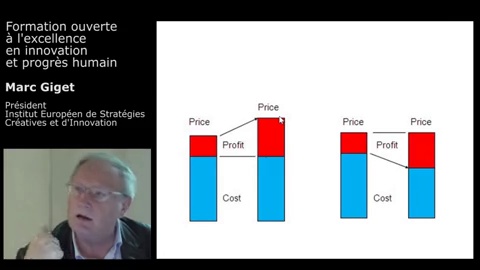 Formation ouverte
à l'excellence
en innovation
et progrès humain
Marc Giget
Président
Institut Européen de Stratégies
Créatives et d'Innovation
Price
Price
Profit
Cost
Price
Price
Profit
Cost